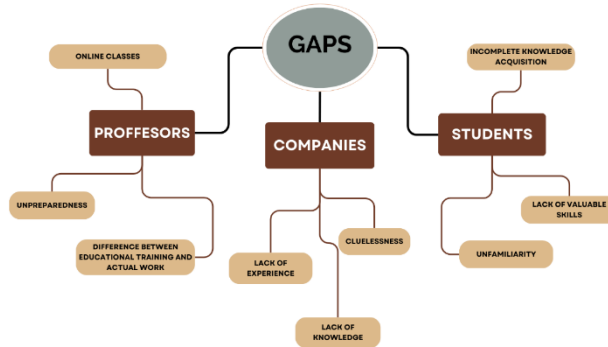 GAPS
ONLINE CLASSES
INCOMPLETE KNOWLEDGE
ACQUISITION
PROFFESORS
COMPANIES
STUDENTS
UNPREPAREDNESS
LACK OF VALUABLE
SKILLS
DIFFERENCE BETWEEN
EDUCATIONAL TRAINING AND
ACTUAL WORK
LACK OF
EXPERIENCE
CLUELESSNESS
UNFAMILIARITY
LACK OF
KNOWLEDGE